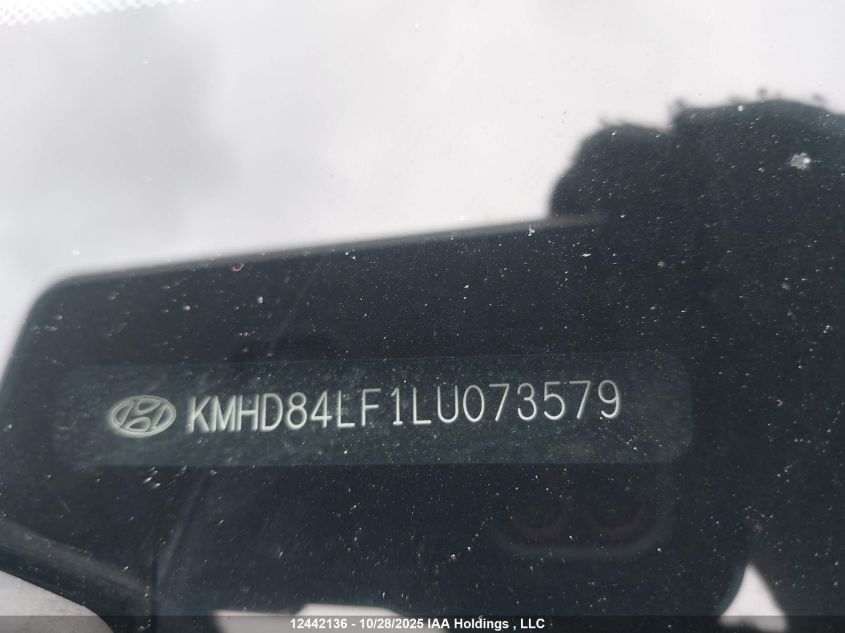 KMHD84LF1LU073579
12442136 - 10/28/2025 IAA Holdings , LLC